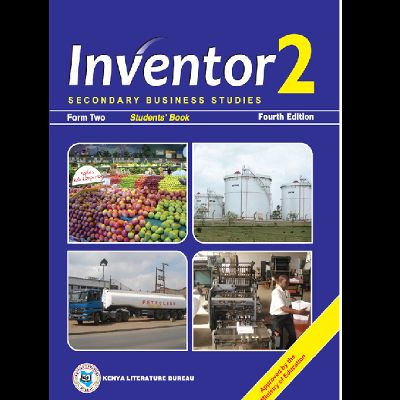 Inventor 2
SECONDARY BUSINESS STUDIES
Form Two Students' Book Fourth Edition
PETROLEUM
KENYA LITERATURE BUREAU
Approved by the
Ministry of Education